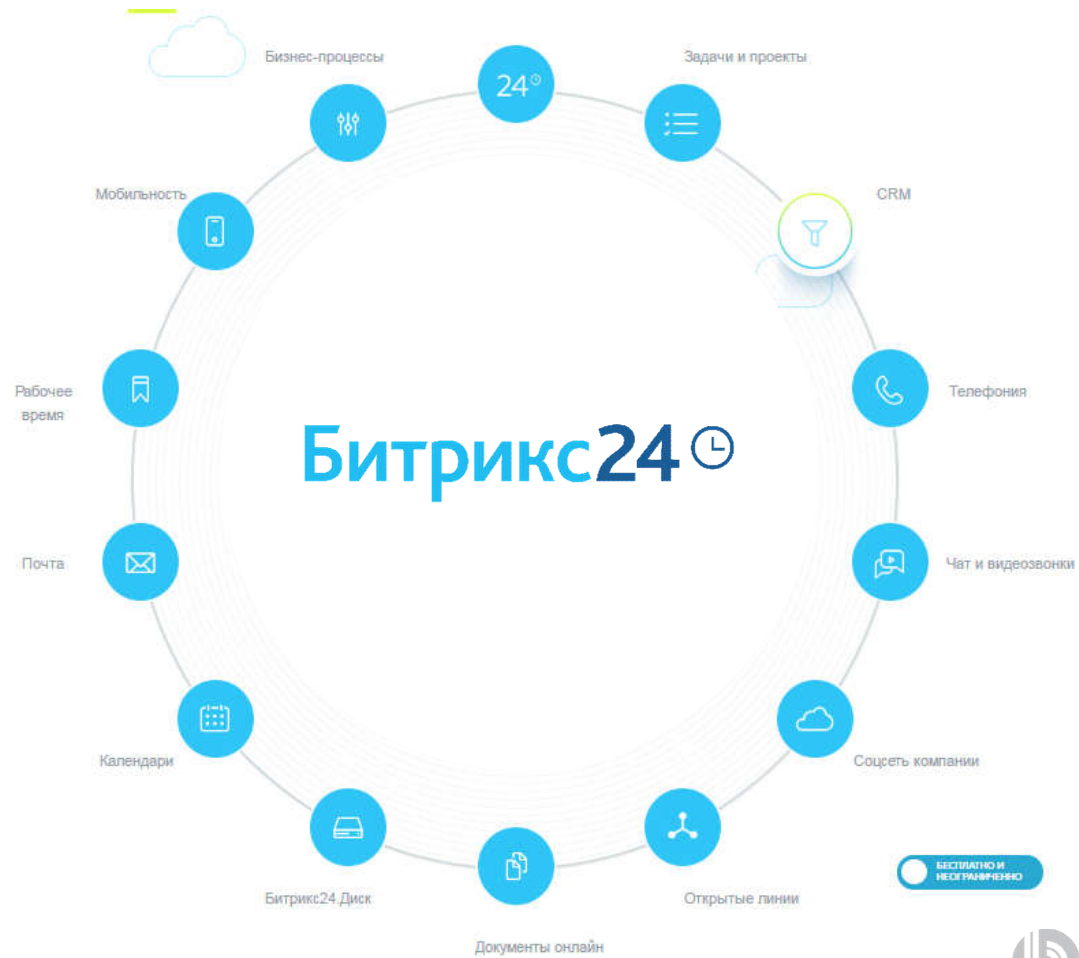 Бизнес-процессы
24
Задачи и проекты
Мобильность
CRM
Рабочее
время
Телефония
Битрикс24
Почта
Чат и видеозвонки
Календари
Соцсеть компании
БЕСПЛАТНО И
НЕОГРАНИЧЕННО
Битрикс24.Диск
Открытые линии
Документы онлайн